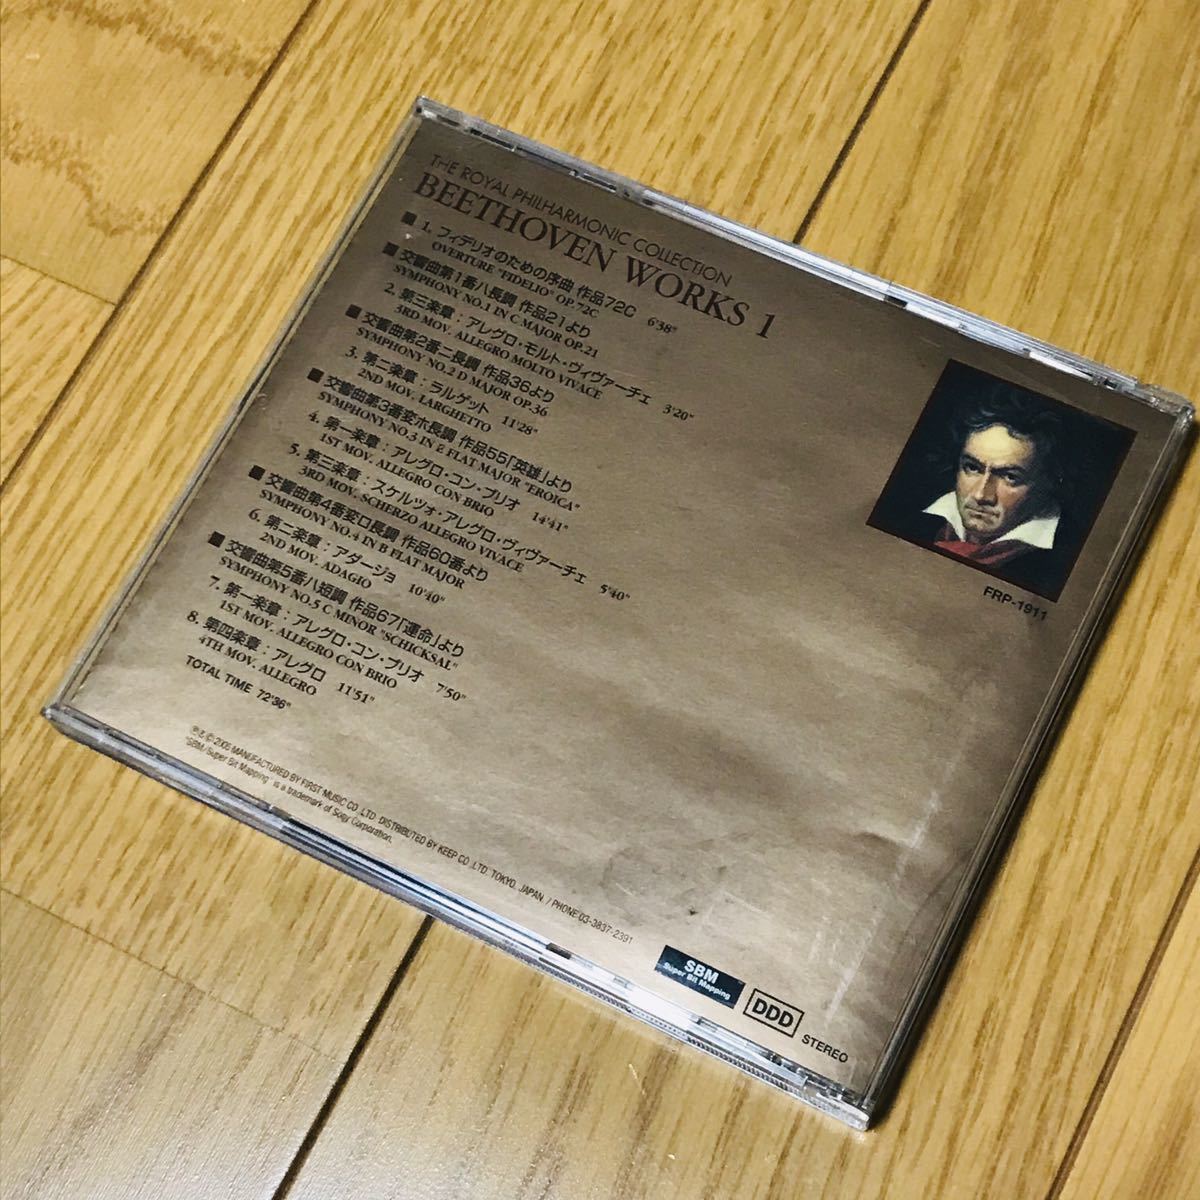 THE ROYAL PHILHARMONIC COLLECTION
BEETHOVEN WORKS 1
■ 1. フィデリオのための序曲 作品72C 6'38"
OVERTURE "FIDELIO" OP.72C
■ 交響曲第1番ハ長調 作品21より
SYMPHONY NO.1 IN C MAJOR OP.21
2. 第三楽章：アレグロ・モルト・ヴィヴァーチェ 3'20"
3RD MOV. ALLEGRO MOLTO VIVACE
■ 交響曲第2番ニ長調 作品36より
SYMPHONY NO.2 D MAJOR OP.36
3. 第二楽章：ラルゲット 11'28"
2ND MOV. LARGHETTO
■ 交響曲第3番変ホ長調 作品55「英雄」より
SYMPHONY NO.3 IN E FLAT MAJOR "EROICA"
4. 第一楽章：アレグロ・コン・ブリオ 14'41"
1ST MOV. ALLEGRO CON BRIO
5. 第三楽章：スケルツォ・アレグロ・ヴィヴァーチェ 5'40"
3RD MOV. SCHERZO ALLEGRO VIVACE
■ 交響曲第4番変ロ長調 作品60番より
SYMPHONY NO.4 IN B FLAT MAJOR
6. 第二楽章：アダージョ 10'40"
2ND MOV. ADAGIO
■ 交響曲第5番ハ短調 作品67「運命」より
SYMPHONY NO.5 C MINOR "SCHICKSAL"
7. 第一楽章：アレグロ・コン・ブリオ 7'50"
1ST MOV. ALLEGRO CON BRIO
8. 第四楽章：アレグロ 11'51"
4TH MOV. ALLEGRO
TOTAL TIME 72'36"
℗&© 2005 MANUFACTURED BY FIRST MUSIC CO.,LTD. DISTRIBUTED BY KEEP CO.,LTD. TOKYO, JAPAN. / PHONE:03-3837-2391
"SBM/Super Bit Mapping" is a trademark of Sony Corporation.
FRP-1911
SBM
Super Bit Mapping
DDD
STEREO